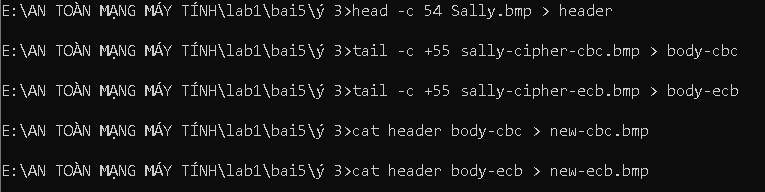 E:\AN TOÀN MẠNG MÁY TÍNH\lab1\bai5\ý 3>head -c 54 Sally.bmp > header
E:\AN TOÀN MẠNG MÁY TÍNH\lab1\bai5\ý 3>tail -c +55 sally-cipher-cbc.bmp > body-cbc
E:\AN TOÀN MẠNG MÁY TÍNH\lab1\bai5\ý 3>tail -c +55 sally-cipher-ecb.bmp > body-ecb
E:\AN TOÀN MẠNG MÁY TÍNH\lab1\bai5\ý 3>cat header body-cbc > new-cbc.bmp
E:\AN TOÀN MẠNG MÁY TÍNH\lab1\bai5\ý 3>cat header body-ecb > new-ecb.bmp